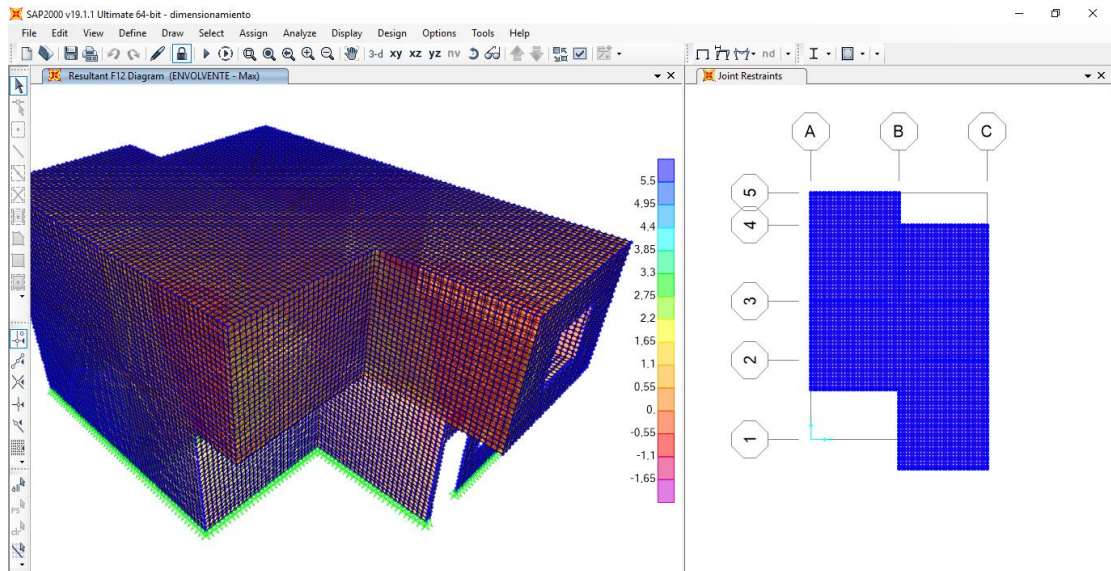 SAP2000 v19.1.1 Ultimate 64-bit - dimensionamiento
File Edit View Define Draw Select Assign Analyze Display Design Options Tools Help
3-d xy xz yz nv nd
Resultant F12 Diagram (ENVOLVENTE - Max)
Joint Restraints
A B C
5
4
3
2
1
5.5
4.95
4.4
3.85
3.3
2.75
2.2
1.65
1.1
0.55
0.
-0.55
-1.1
-1.65
all
ps
clr